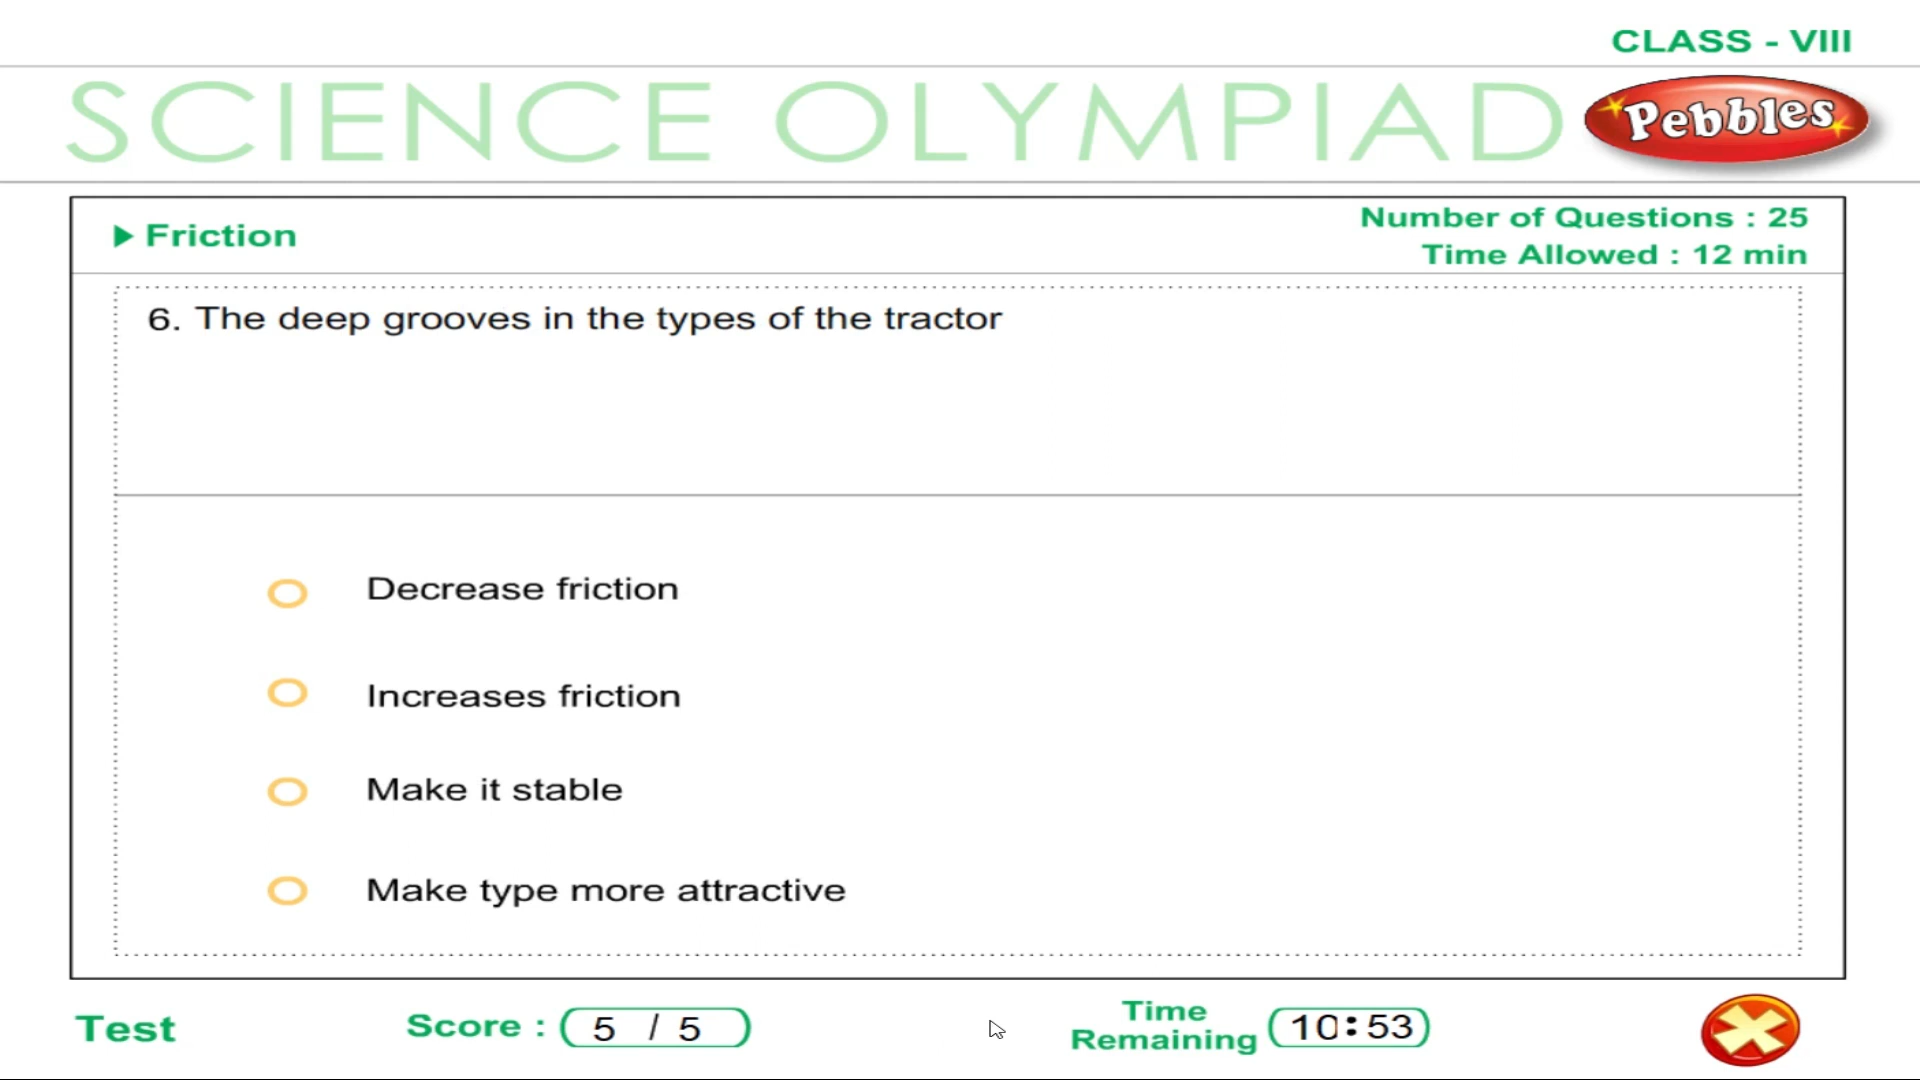 CLASS - VIII
SCIENCE OLYMPIAD
Pebbles
Friction
Number of Questions : 25
Time Allowed : 12 min
6. The deep grooves in the types of the tractor
Decrease friction
Increases friction
Make it stable
Make type more attractive
Test
Score : 5 / 5
Time
Remaining 10:53